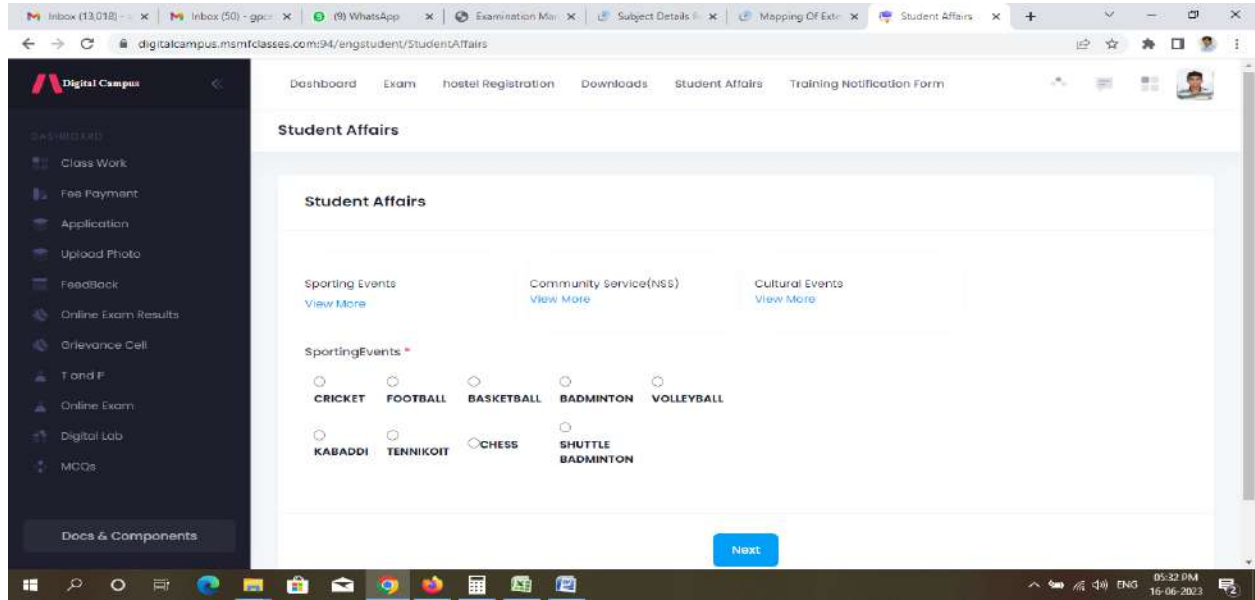 Inbox (13,018) -
Inbox (50) - gpc
(9) WhatsApp
Examination Mar
Subject Details
Mapping Of Exte
Student Affairs
digitalcampus.msmfclasses.com:94/engstudent/StudentAffairs
Digital Campus
Dashboard Exam hostel Registration Downloads Student Affairs Training Notification Form
DASHBOARD
Student Affairs
Class Work
Fee Payment
Application
Upload Photo
FeedBack
Online Exam Results
Grievance Cell
T and P
Online Exam
Digital Lab
MCQs
Docs & Components
Student Affairs
Sporting Events
View More
Community Service(NSS)
View More
Cultural Events
View More
SportingEvents *
CRICKET FOOTBALL BASKETBALL BADMINTON VOLLEYBALL
KABADDI TENNIKOIT CHESS SHUTTLE
BADMINTON
Next
ENG
05:32 PM
16-06-2023